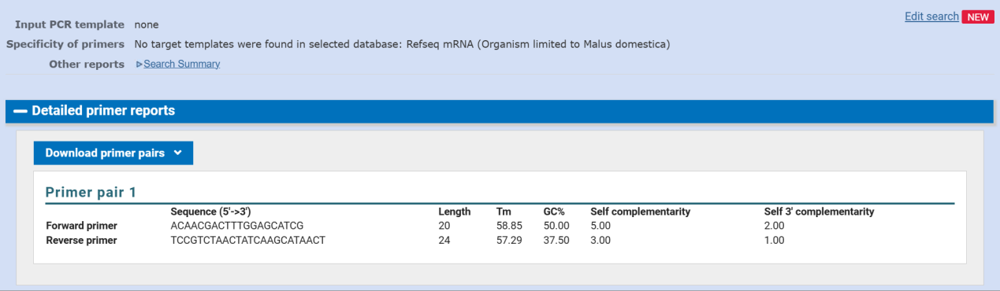 Edit search NEW
Input PCR template none
Specificity of primers No target templates were found in selected database: Refseq mRNA (Organism limited to Malus domestica)
Other reports Search Summary
Detailed primer reports
Download primer pairs
Primer pair 1
Sequence (5'->3') Length Tm GC% Self complementarity Self 3' complementarity
Forward primer ACAACGACTTTGGAGCATCG 20 58.85 50.00 5.00 2.00
Reverse primer TCCGTCTAACTATCAAGCATAACT 24 57.29 37.50 3.00 1.00